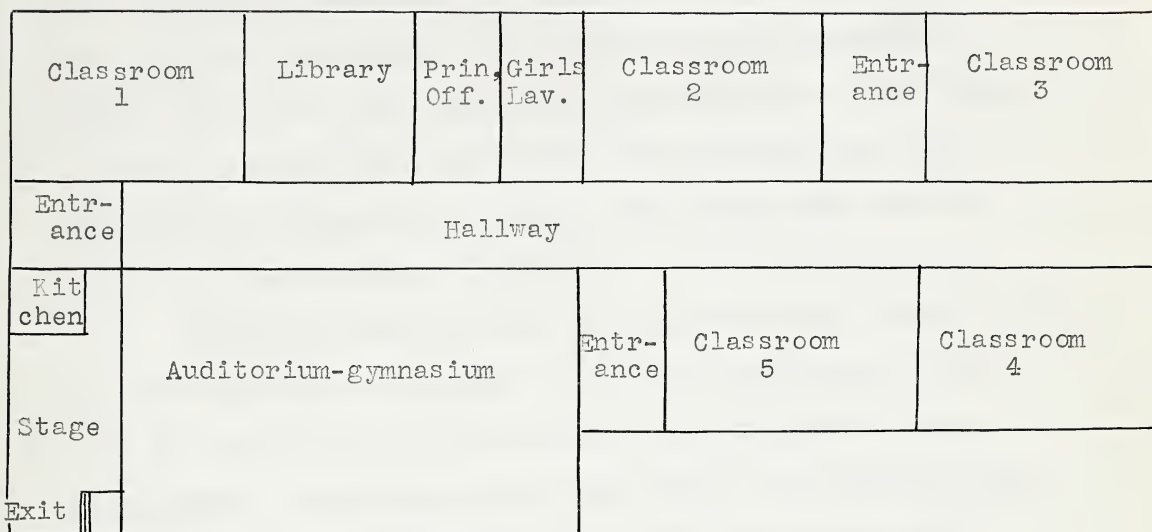 Classroom
1
Library
Prin.
Off.
Girls
Lav.
Classroom
2
Entr-
ance
Classroom
3
Entr-
ance
Hallway
Kit
chen
Auditorium-gymnasium
Entr-
ance
Classroom
5
Classroom
4
Stage
Exit